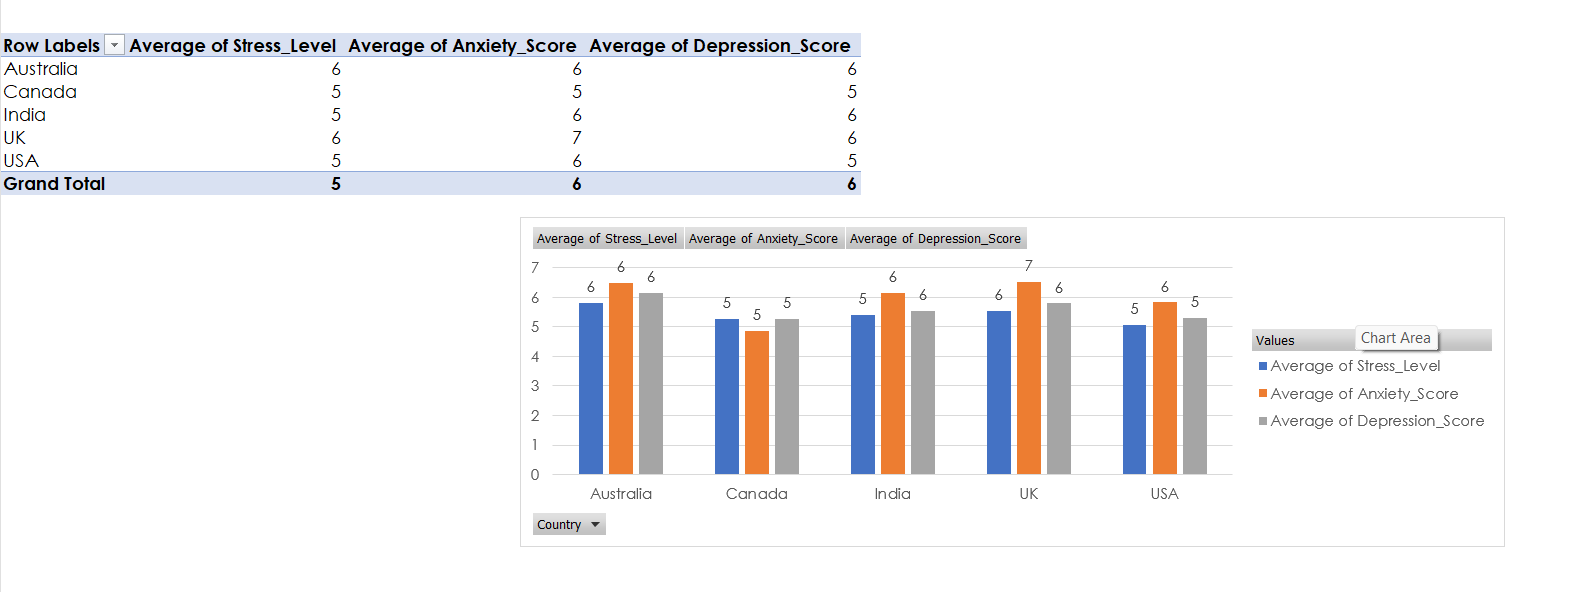 Row Labels Average of Stress_Level Average of Anxiety_Score Average of Depression_Score
Australia 6 6 6
Canada 5 5 5
India 5 6 6
UK 6 7 6
USA 5 6 5
Grand Total 5 6 6
Average of Stress_Level Average of Anxiety_Score Average of Depression_Score
7
6
5
4
3
2
1
0
6 6 6
5 5 5
5 6 6
6 7 6
5 6 5
Australia Canada India UK USA
Values
Chart Area
Average of Stress_Level
Average of Anxiety_Score
Average of Depression_Score
Country